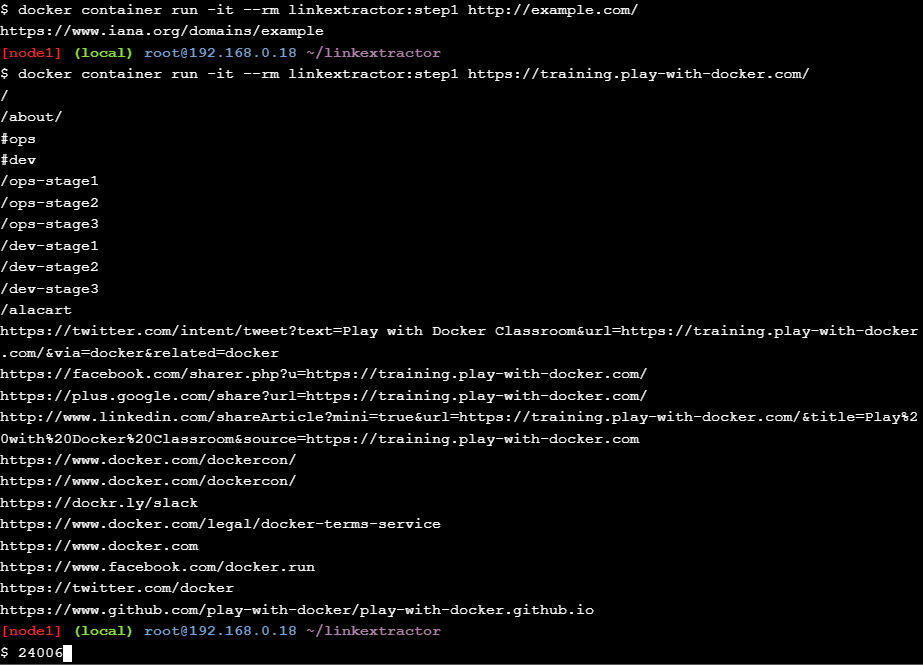 $ docker container run -it --rm linkextractor:step1 http://example.com/
https://www.iana.org/domains/example
[node1] (local) root@192.168.0.18 ~/linkextractor
$ docker container run -it --rm linkextractor:step1 https://training.play-with-docker.com/
/
/about/
#ops
#dev
/ops-stage1
/ops-stage2
/ops-stage3
/dev-stage1
/dev-stage2
/dev-stage3
/alacart
https://twitter.com/intent/tweet?text=Play with Docker Classroom&url=https://training.play-with-docker
.com/&via=docker&related=docker
https://facebook.com/sharer.php?u=https://training.play-with-docker.com/
https://plus.google.com/share?url=https://training.play-with-docker.com/
http://www.linkedin.com/shareArticle?mini=true&url=https://training.play-with-docker.com/&title=Play%2
0with%20Docker%20Classroom&source=https://training.play-with-docker.com
https://www.docker.com/dockercon/
https://www.docker.com/dockercon/
https://dockr.ly/slack
https://www.docker.com/legal/docker-terms-service
https://www.docker.com
https://www.facebook.com/docker.run
https://twitter.com/docker
https://www.github.com/play-with-docker/play-with-docker.github.io
[node1] (local) root@192.168.0.18 ~/linkextractor
$ 24006